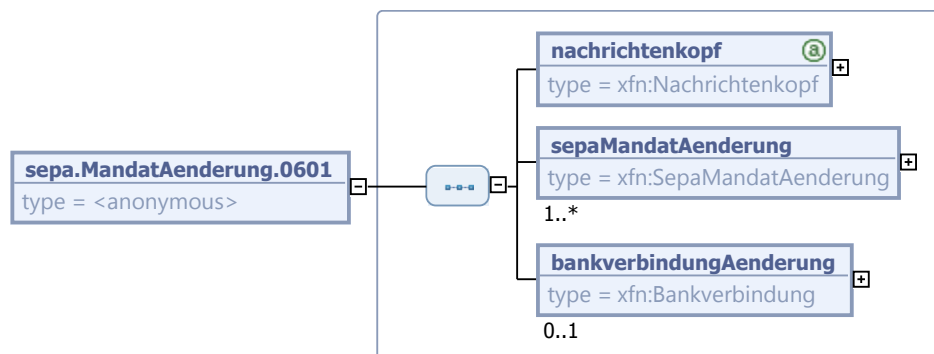 nachrichtenkopf
type = xfn:Nachrichtenkopf
sepa.MandatAenderung.0601
type = <anonymous>
sepaMandatAenderung
type = xfn:SepaMandatAenderung
1..*
bankverbindungAenderung
type = xfn:Bankverbindung
0..1